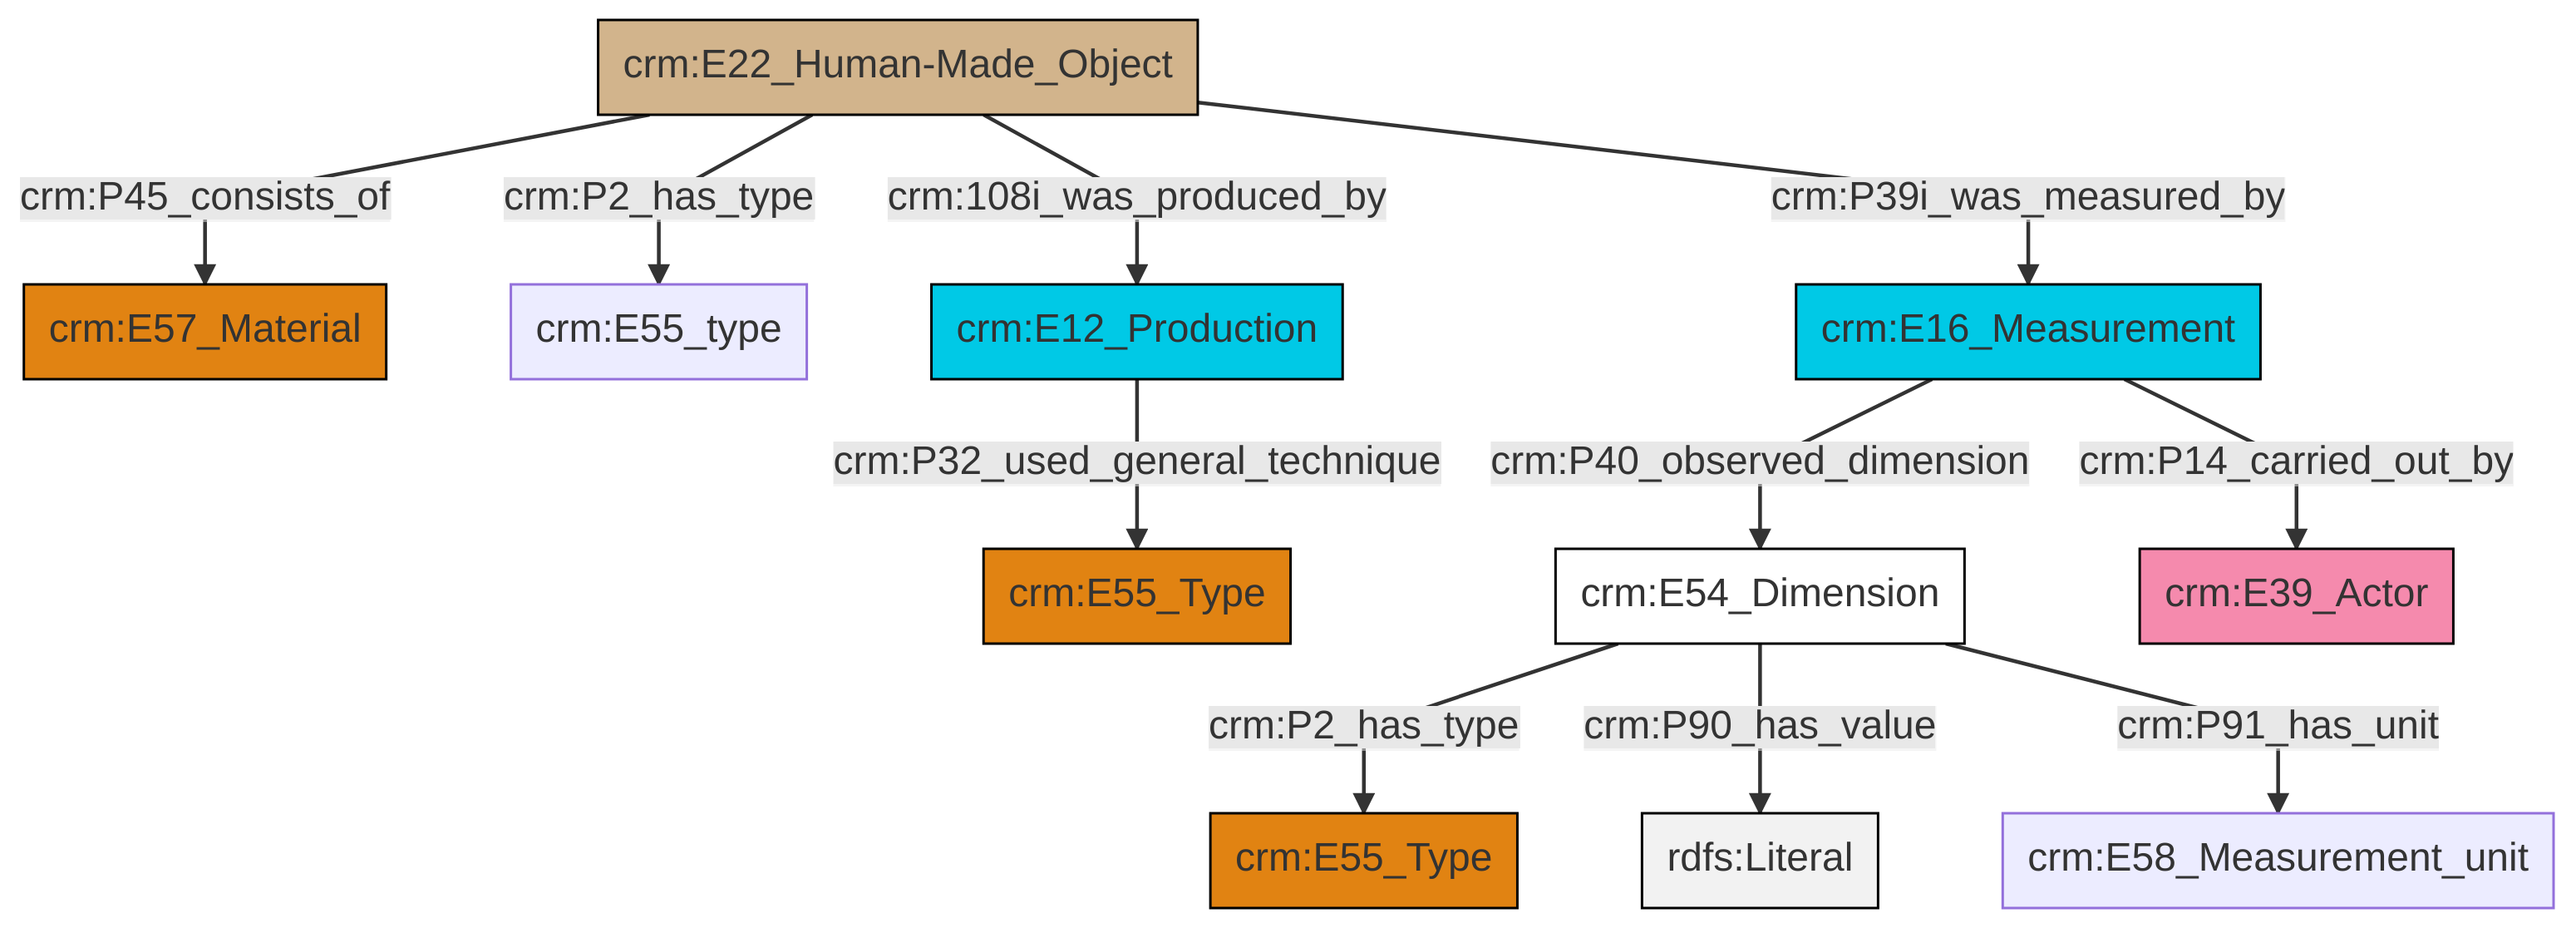 crm:E22_Human-Made_Object
crm:P45_consists_of
crm:P2_has_type
crm:108i_was_produced_by
crm:P39i_was_measured_by
crm:E57_Material
crm:E55_type
crm:E12_Production
crm:E16_Measurement
crm:P32_used_general_technique
crm:P40_observed_dimension
crm:P14_carried_out_by
crm:E55_Type
crm:E54_Dimension
crm:E39_Actor
crm:P2_has_type
crm:P90_has_value
crm:P91_has_unit
crm:E55_Type
rdfs:Literal
crm:E58_Measurement_unit